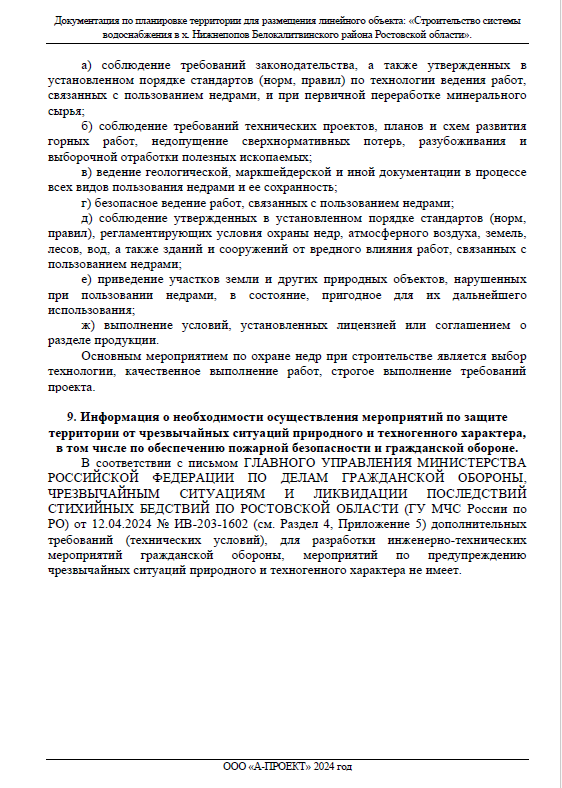 Документация по планировке территории для размещения линейного объекта: «Строительство системы
водоснабжения в х. Нижнепопов Белокалитвинского района Ростовской области».
а) соблюдение требований законодательства, а также утвержденных в
установленном порядке стандартов (норм, правил) по технологии ведения работ,
связанных с пользованием недрами, и при первичной переработке минерального
сырья;
б) соблюдение требований технических проектов, планов и схем развития
горных работ, недопущение сверхнормативных потерь, разубоживания и
выборочной отработки полезных ископаемых;
в) ведение геологической, маркшейдерской и иной документации в процессе
всех видов пользования недрами и ее сохранность;
г) безопасное ведение работ, связанных с пользованием недрами;
д) соблюдение утвержденных в установленном порядке стандартов (норм,
правил), регламентирующих условия охраны недр, атмосферного воздуха, земель,
лесов, вод, а также зданий и сооружений от вредного влияния работ, связанных с
пользованием недрами;
е) приведение участков земли и других природных объектов, нарушенных
при пользовании недрами, в состояние, пригодное для их дальнейшего
использования;
ж) выполнение условий, установленных лицензией или соглашением о
разделе продукции.
Основным мероприятием по охране недр при строительстве является выбор
технологии, качественное выполнение работ, строгое выполнение требований
проекта.
9. Информация о необходимости осуществления мероприятий по защите
территории от чрезвычайных ситуаций природного и техногенного характера,
в том числе по обеспечению пожарной безопасности и гражданской обороне.
В соответствии с письмом ГЛАВНОГО УПРАВЛЕНИЯ МИНИСТЕРСТВА
РОССИЙСКОЙ ФЕДЕРАЦИИ ПО ДЕЛАМ ГРАЖДАНСКОЙ ОБОРОНЫ,
ЧРЕЗВЫЧАЙНЫМ СИТУАЦИЯМ И ЛИКВИДАЦИИ ПОСЛЕДСТВИЙ
СТИХИЙНЫХ БЕДСТВИЙ ПО РОСТОВСКОЙ ОБЛАСТИ (ГУ МЧС России по
РО) от 12.04.2024 № ИВ-203-1602 (см. Раздел 4, Приложение 5) дополнительных
требований (технических условий), для разработки инженерно-технических
мероприятий гражданской обороны, мероприятий по предупреждению
чрезвычайных ситуаций природного и техногенного характера не имеет.
ООО «А-ПРОЕКТ» 2024 год